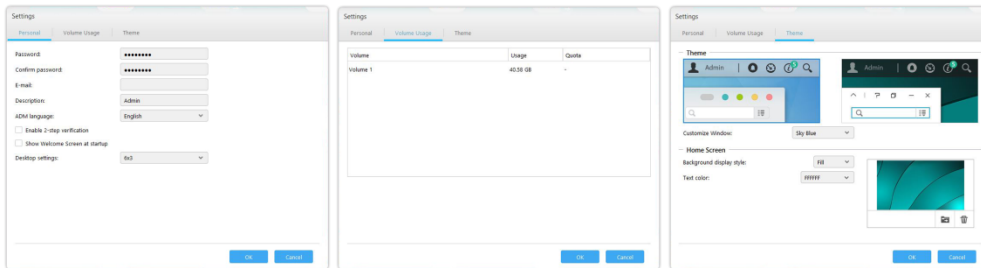 Settings
Personal Volume Usage Theme
Password: ••••••••
Confirm password: ••••••••
E-mail:
Description: Admin
ADM language: English
Enable 2-step verification
Show Welcome Screen at startup
Desktop settings: 6x3
OK Cancel
Settings
Personal Volume Usage Theme
Volume Usage Quota
Volume 1 40.58 GB -
OK Cancel
Settings
Personal Volume Usage Theme
Theme
Admin
Admin
Customize Window: Sky Blue
Home Screen
Background display style: Fill
Text color: FFFFFF
OK Cancel